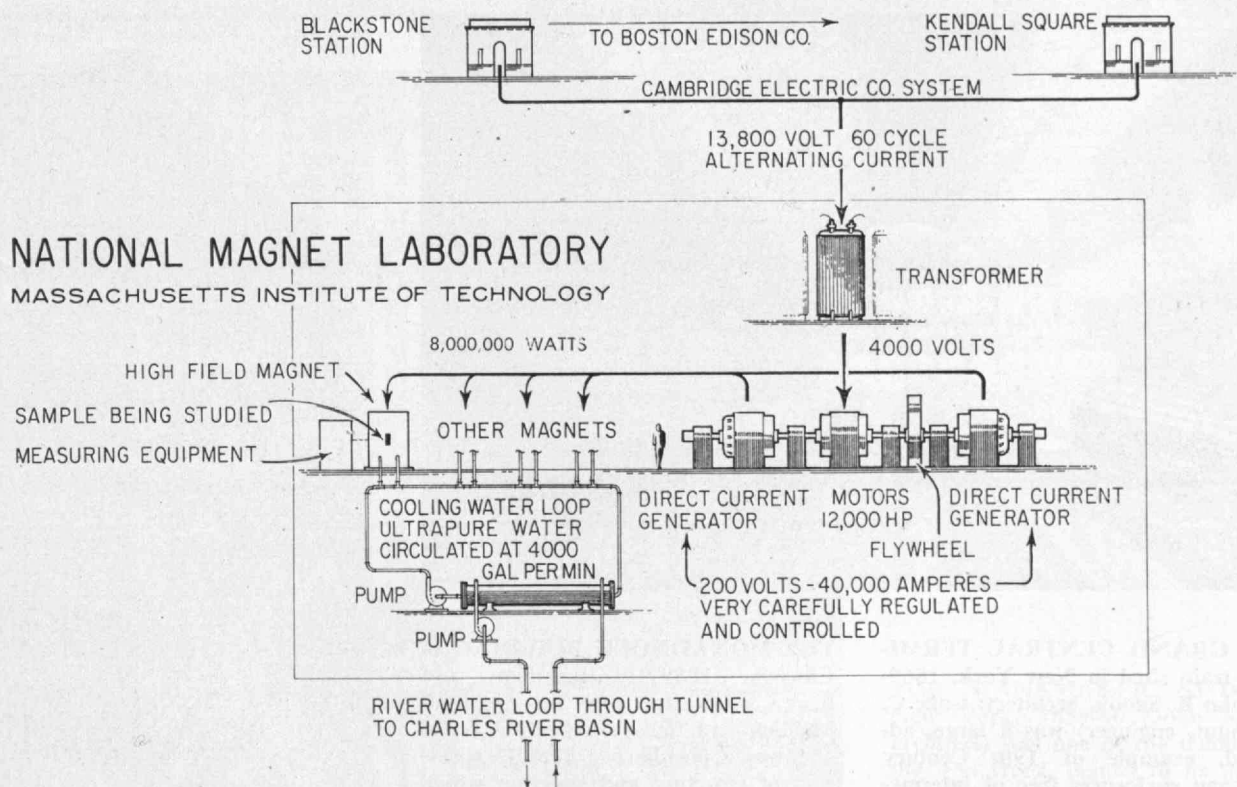 BLACKSTONE
STATION
TO BOSTON EDISON CO.
KENDALL SQUARE
STATION
CAMBRIDGE ELECTRIC CO. SYSTEM
13,800 VOLT 60 CYCLE
ALTERNATING CURRENT
NATIONAL MAGNET LABORATORY
MASSACHUSETTS INSTITUTE OF TECHNOLOGY
TRANSFORMER
8,000,000 WATTS
4000 VOLTS
HIGH FIELD MAGNET
SAMPLE BEING STUDIED
MEASURING EQUIPMENT
OTHER MAGNETS
COOLING WATER LOOP
ULTRAPURE WATER
CIRCULATED AT 4000
GAL PER MIN
DIRECT CURRENT
GENERATOR
MOTORS
12,000 HP
DIRECT CURRENT
GENERATOR
FLYWHEEL
PUMP
200 VOLTS - 40,000 AMPERES
VERY CAREFULLY REGULATED
AND CONTROLLED
PUMP
RIVER WATER LOOP THROUGH TUNNEL
TO CHARLES RIVER BASIN